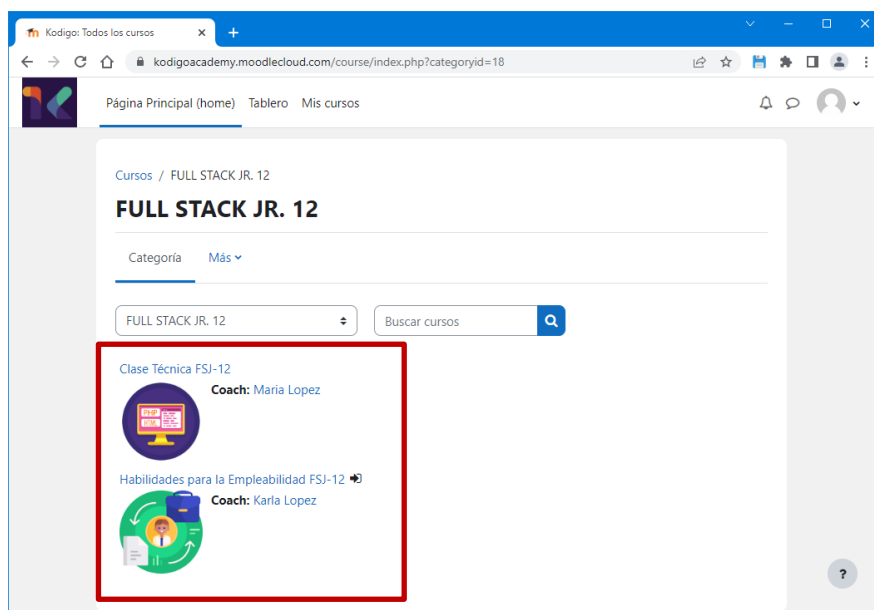 Kodigo: Todos los cursos
kodigoacademy.moodlecloud.com/course/index.php?categoryid=18
Página Principal (home) Tablero Mis cursos
Cursos / FULL STACK JR. 12
FULL STACK JR. 12
Categoría Más
FULL STACK JR. 12 Buscar cursos
Clase Técnica FSJ-12
Coach: Maria Lopez
PHP
HTML
Habilidades para la Empleabilidad FSJ-12
Coach: Karla Lopez
?